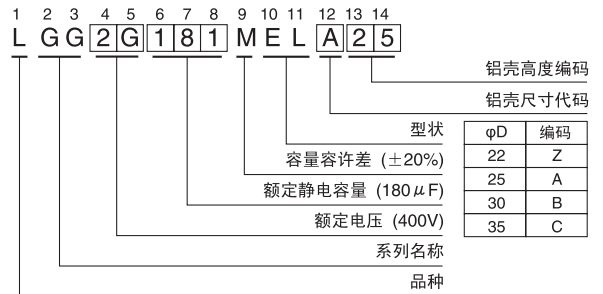 1 2 3 4 5 6 7 8 9 10 11 12 13 14
L G G 2 G 1 8 1 M E L A 2 5
铝壳高度编码
铝壳尺寸代码
型状
容量容许差 (±20%)
额定静电容量 (180μF)
额定电压 (400V)
系列名称
品种
φD 编码
22 Z
25 A
30 B
35 C